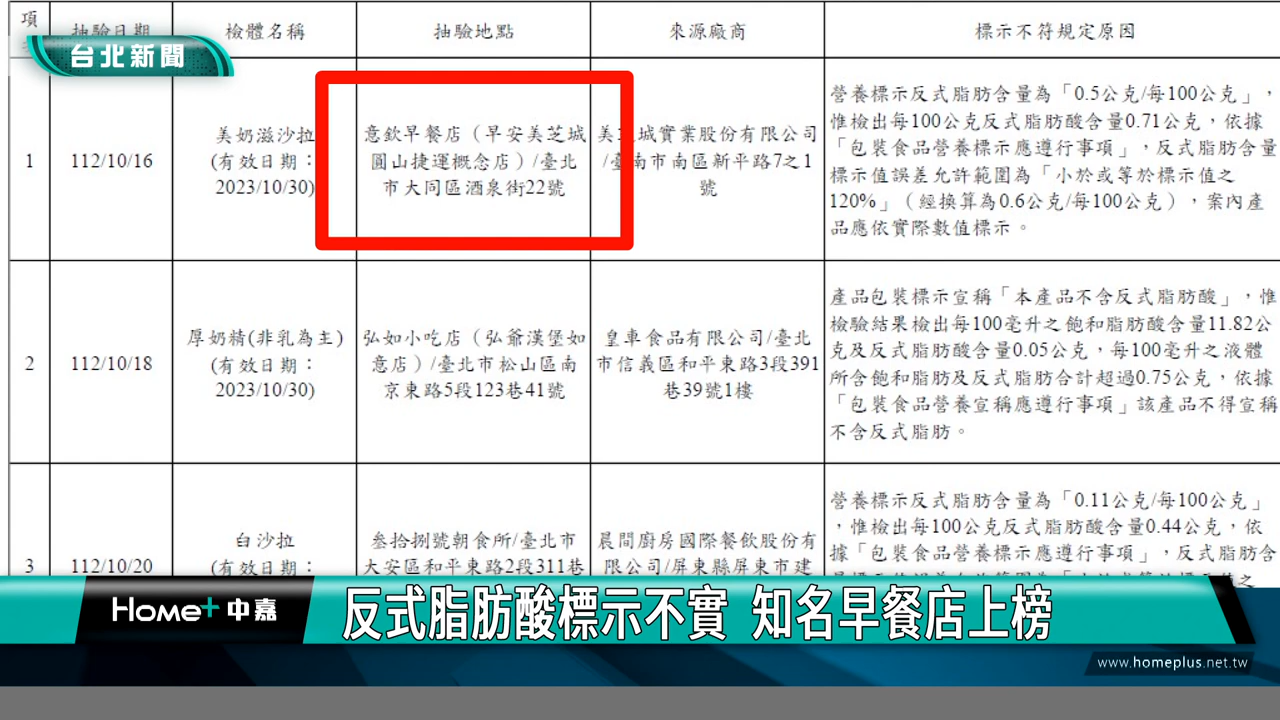 項
抽驗日期
檢體名稱
抽驗地點
來源廠商
標示不符規定原因
台北新聞
1
112/10/16
美奶滋沙拉
(有效日期：
2023/10/30)
意欽早餐店（早安美芝城
圓山捷運概念店）/臺北
市大同區酒泉街22號
美芝城實業股份有限公司
/臺南市南區新平路7之1
號
營養標示反式脂肪含量為「0.5公克/每100公克」，
惟檢出每100公克反式脂肪酸含量0.71公克，依據
「包裝食品營養標示應遵行事項」，反式脂肪含量
標示值誤差允許範圍為「小於或等於標示值之
120%」（經換算為0.6公克/每100公克），案內產
品應依實際數值標示。
2
112/10/18
厚奶精(非乳為主)
(有效日期：
2023/10/30)
弘如小吃店（弘爺漢堡如
意店）/臺北市松山區南
京東路5段123巷41號
皇車食品有限公司/臺北
市信義區和平東路3段391
巷39號1樓
產品包裝標示宣稱「本產品不含反式脂肪酸」，惟
檢驗結果檢出每100毫升之飽和脂肪酸含量11.82公
克及反式脂肪酸含量0.05公克，每100毫升之液體
所含飽和脂肪及反式脂肪合計超過0.75公克，依據
「包裝食品營養宣稱應遵行事項」該產品不得宣稱
不含反式脂肪。
3
112/10/20
白沙拉
(有效日期：
叁拾捌號朝食所/臺北市
大安區和平東路2段311巷
晨間廚房國際餐飲股份有
限公司/屏東縣屏東市建
營養標示反式脂肪含量為「0.11公克/每100公克」
，惟檢出每100公克反式脂肪酸含量0.44公克，依
據「包裝食品營養標示應遵行事項」，反式脂肪含
Home+ 中嘉
反式脂肪酸標示不實 知名早餐店上榜
www.homeplus.net.tw